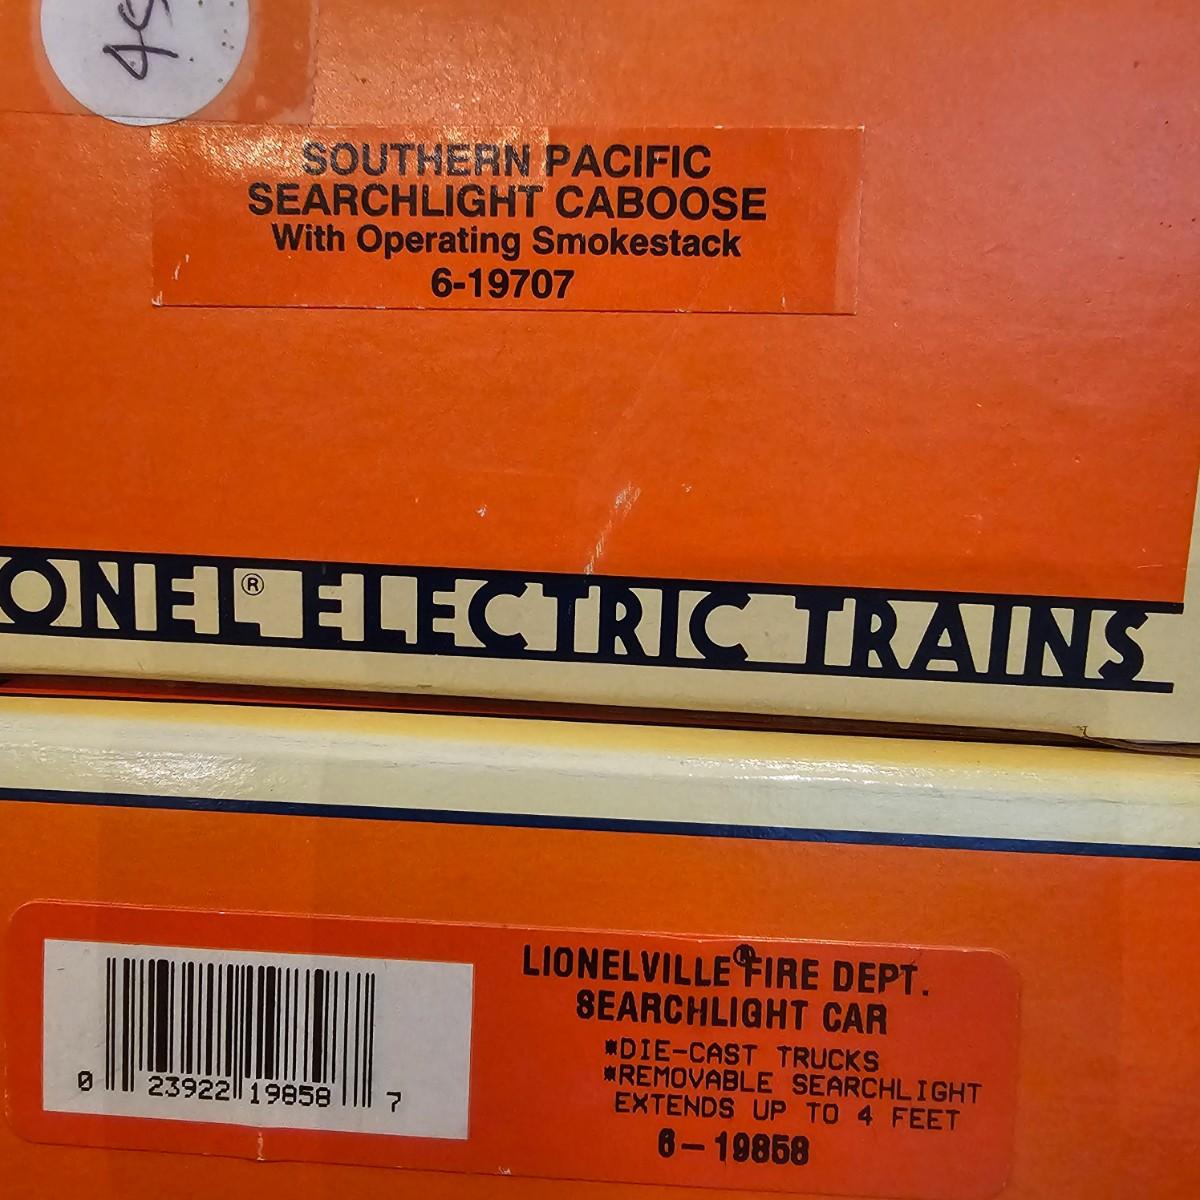 SOUTHERN PACIFIC
SEARCHLIGHT CABOOSE
With Operating Smokestack
6-19707
ONEL® ELECTRIC TRAINS
LIONELVILLE® FIRE DEPT.
SEARCHLIGHT CAR
*DIE-CAST TRUCKS
*REMOVABLE SEARCHLIGHT
EXTENDS UP TO 4 FEET
6-19858
0 23922 19858 7